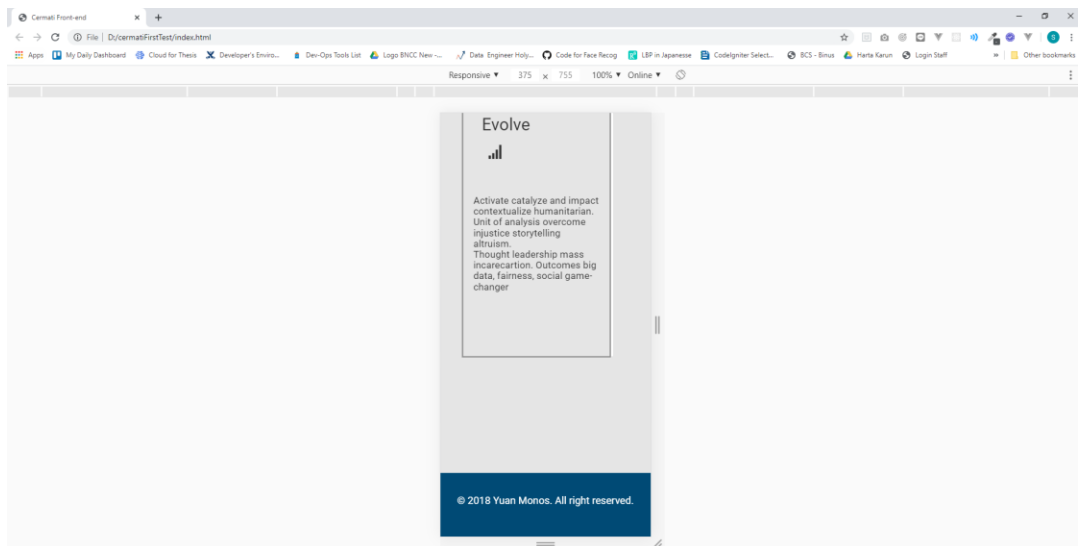 Cermati Front-end
File | D:/cermatiFirstTest/index.html
Apps My Daily Dashboard Cloud for Thesis Developer's Enviro... Dev-Ops Tools List Logo BNCC New -... Data Engineer Holy... Code for Face Recog LBP in Japanesse CodeIgniter Select... BCS - Binus Harta Karun Login Staff » Other bookmarks
Responsive ▼ 375 x 755 100% ▼ Online ▼
Evolve
Activate catalyze and impact
contextualize humanitarian.
Unit of analysis overcome
injustice storytelling
altruism.
Thought leadership mass
incarecartion. Outcomes big
data, fairness, social game-
changer
© 2018 Yuan Monos. All right reserved.